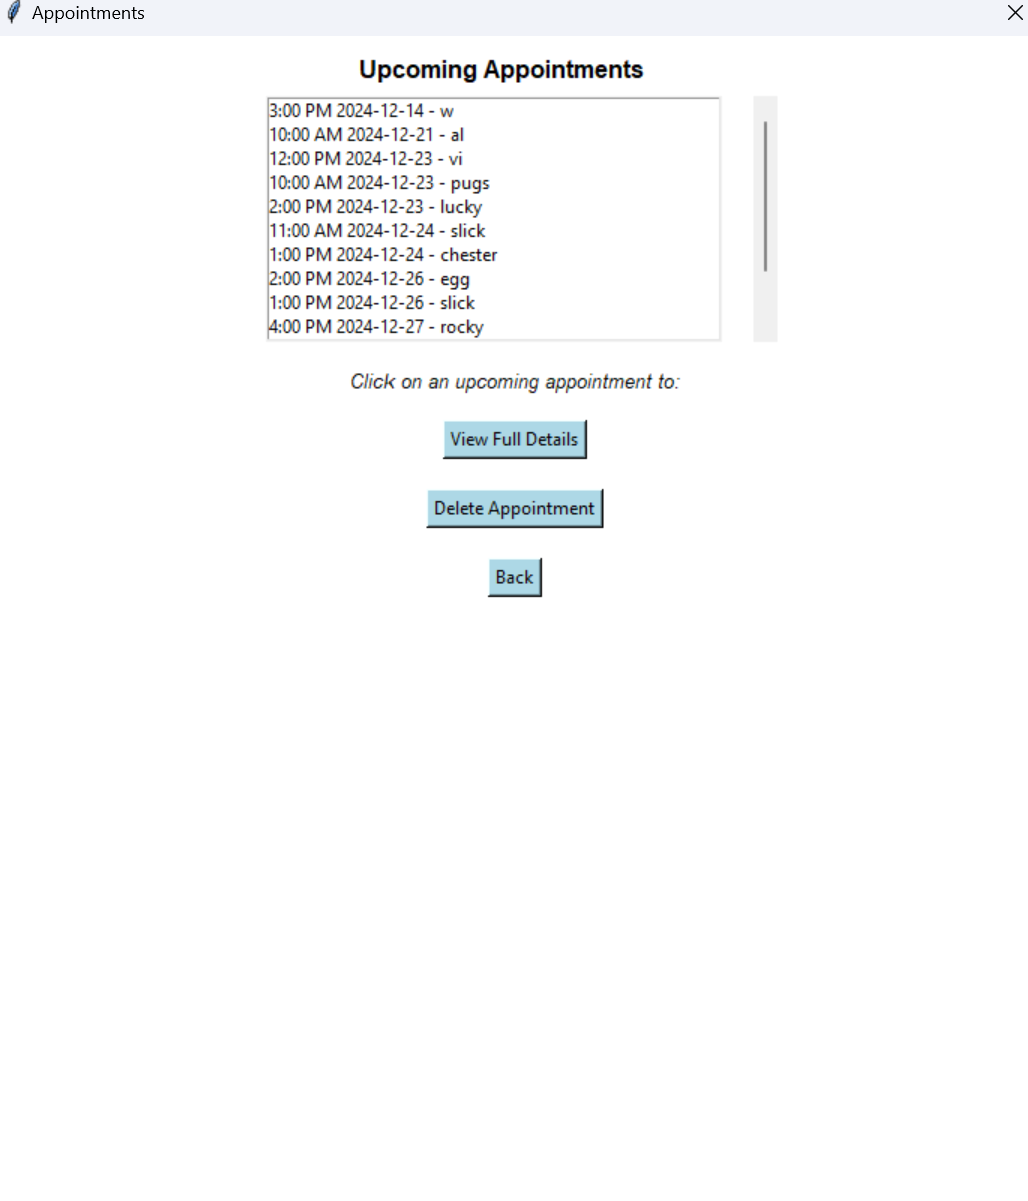 Appointments
Upcoming Appointments
3:00 PM 2024-12-14 - w
10:00 AM 2024-12-21 - al
12:00 PM 2024-12-23 - vi
10:00 AM 2024-12-23 - pugs
2:00 PM 2024-12-23 - lucky
11:00 AM 2024-12-24 - slick
1:00 PM 2024-12-24 - chester
2:00 PM 2024-12-26 - egg
1:00 PM 2024-12-26 - slick
4:00 PM 2024-12-27 - rocky
Click on an upcoming appointment to:
View Full Details
Delete Appointment
Back